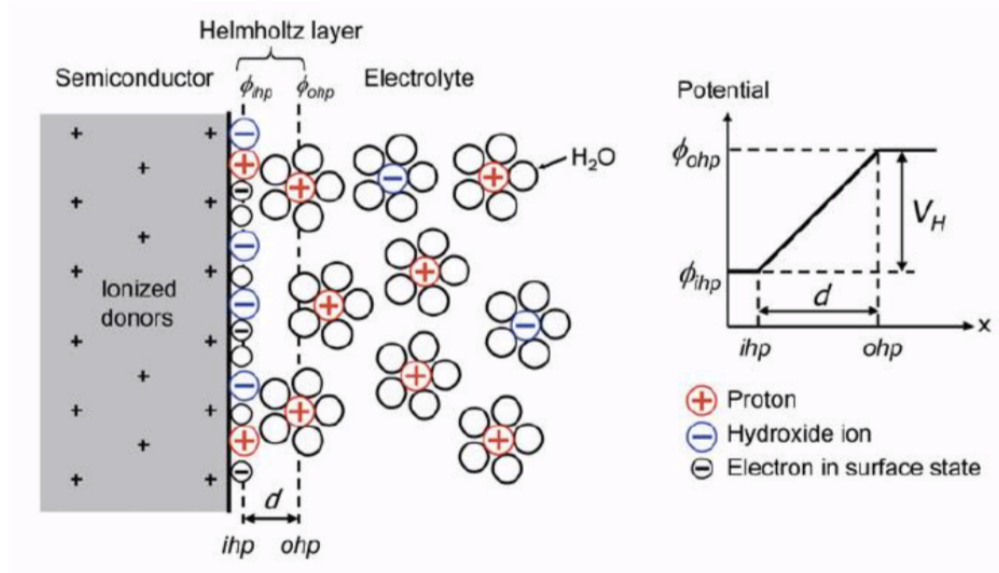 Helmholtz layer
Semiconductor
ϕihp
ϕohp
Electrolyte
H2O
Ionized
donors
d
ihp
ohp
Potential
ϕohp
VH
ϕihp
d
x
ihp
ohp
Proton
Hydroxide ion
Electron in surface state